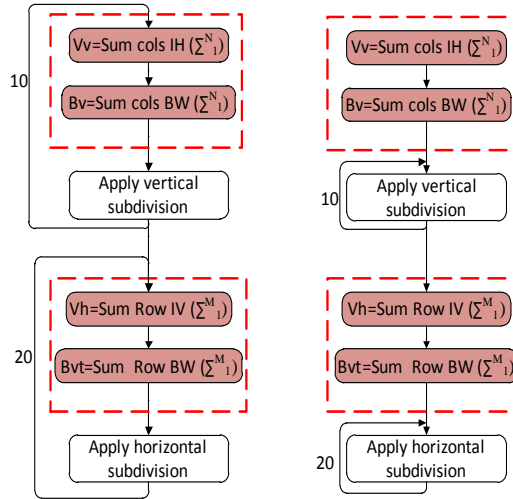 Vv=Sum cols IH (∑ᴺ₁)
10
Bv=Sum cols BW (∑ᴺ₁)
Apply vertical
subdivision
Vh=Sum Row IV (∑ᴹ₁)
20
Bvt=Sum  Row BW (∑ᴹ₁)
Apply horizontal
subdivision
Vv=Sum cols IH (∑ᴺ₁)
Bv=Sum cols BW (∑ᴺ₁)
Apply vertical
subdivision
10
Vh=Sum Row IV (∑ᴹ₁)
Bvt=Sum  Row BW (∑ᴹ₁)
Apply horizontal
subdivision
20